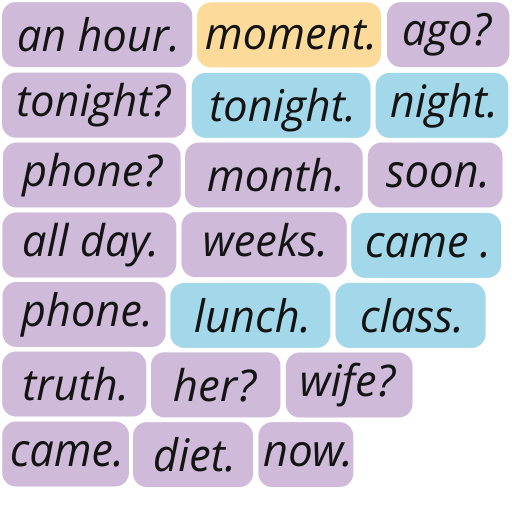 an hour. moment. ago?
tonight? tonight. night.
phone? month. soon.
all day. weeks. came .
phone. lunch. class.
truth. her? wife?
came. diet. now.